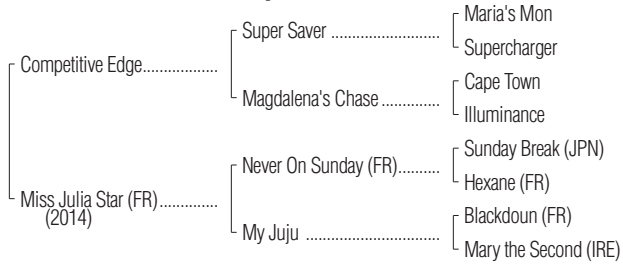 Maria's Mon
Super Saver ................................
Supercharger
Competitive Edge.................
Cape Town
Magdalena's Chase ..............
Illuminance
Sunday Break (JPN)
Never On Sunday (FR)..........
Hexane (FR)
Miss Julia Star (FR)..............
(2014)
Blackdoun (FR)
My Juju .......................................
Mary the Second (IRE)